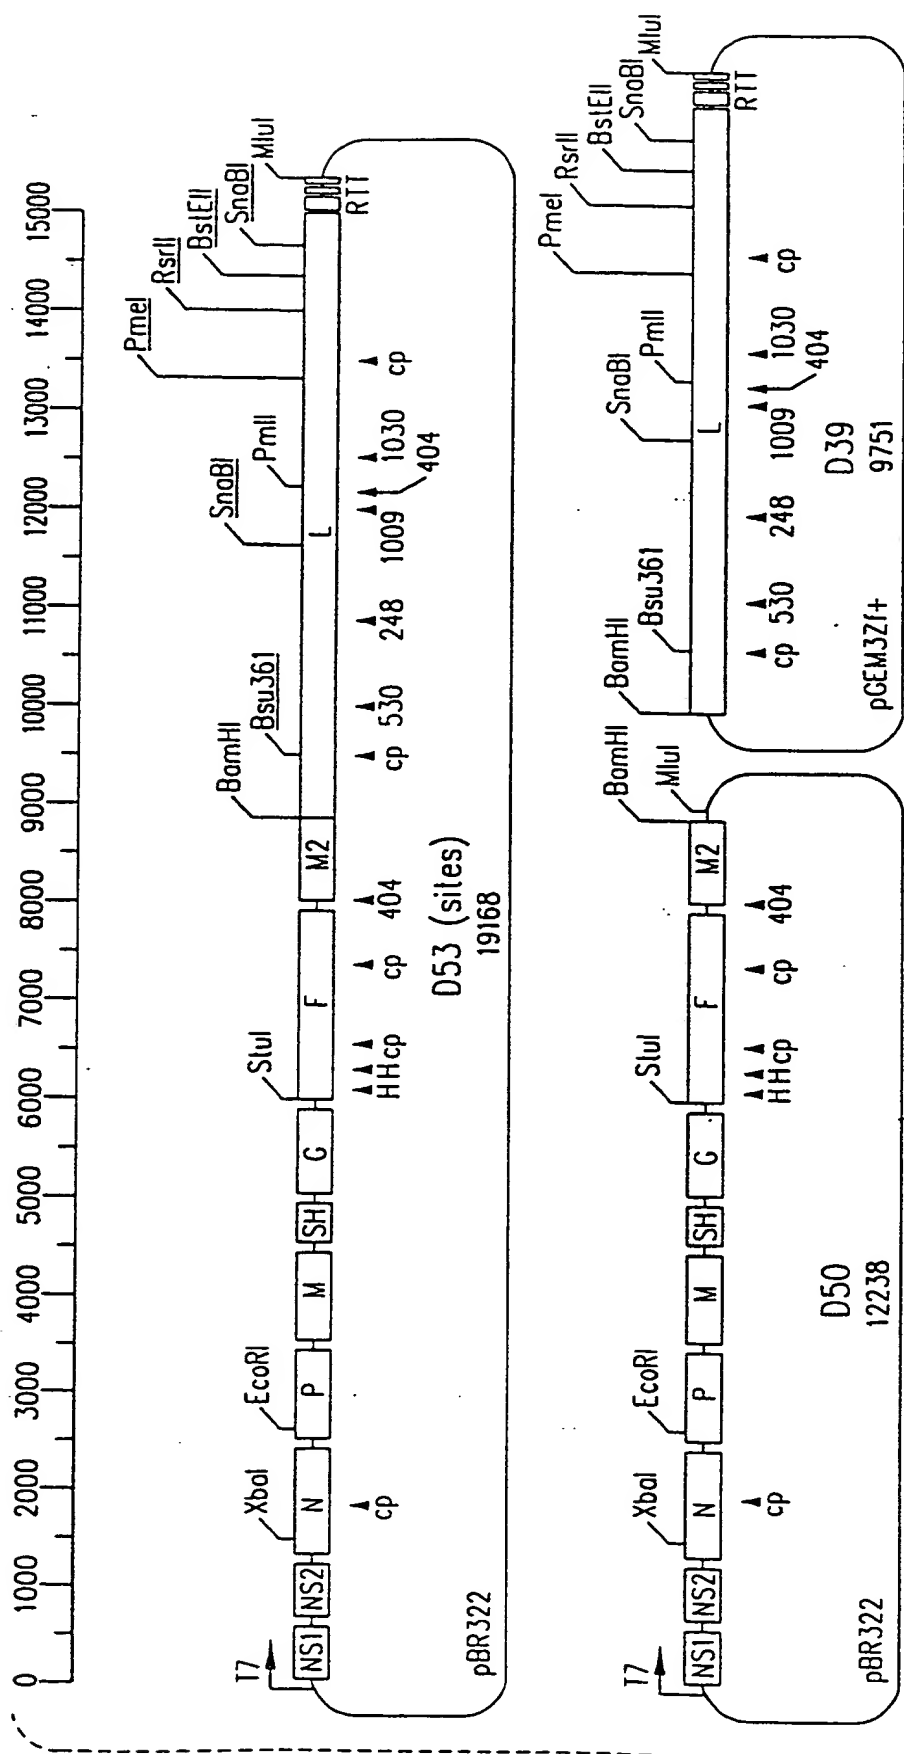 0 1000 2000 3000 4000 5000 6000 7000 8000 9000 10000 11000 12000 13000 14000 15000
T7 XbaI EcoRI StuI BamHI Bsu361 SnaBI PmlI PmeI RsrII BstEII SnaBI MluI
NS1 NS2 N P M SH G F M2 L RTT
cp HHcp cp 404 cp 530 248 1009 404 1030 cp
D53 (sites)
19168
pBR322
T7 XbaI EcoRI StuI BamHI MluI
NS1 NS2 N P M SH G F M2
cp HHcp cp 404
D50
12238
pBR322
BamHI Bsu361 SnaBI PmlI PmeI RsrII BstEII SnaBI MluI
L RTT
cp 530 248 1009 404 1030 cp
D39
9751
pGEM3Zf+